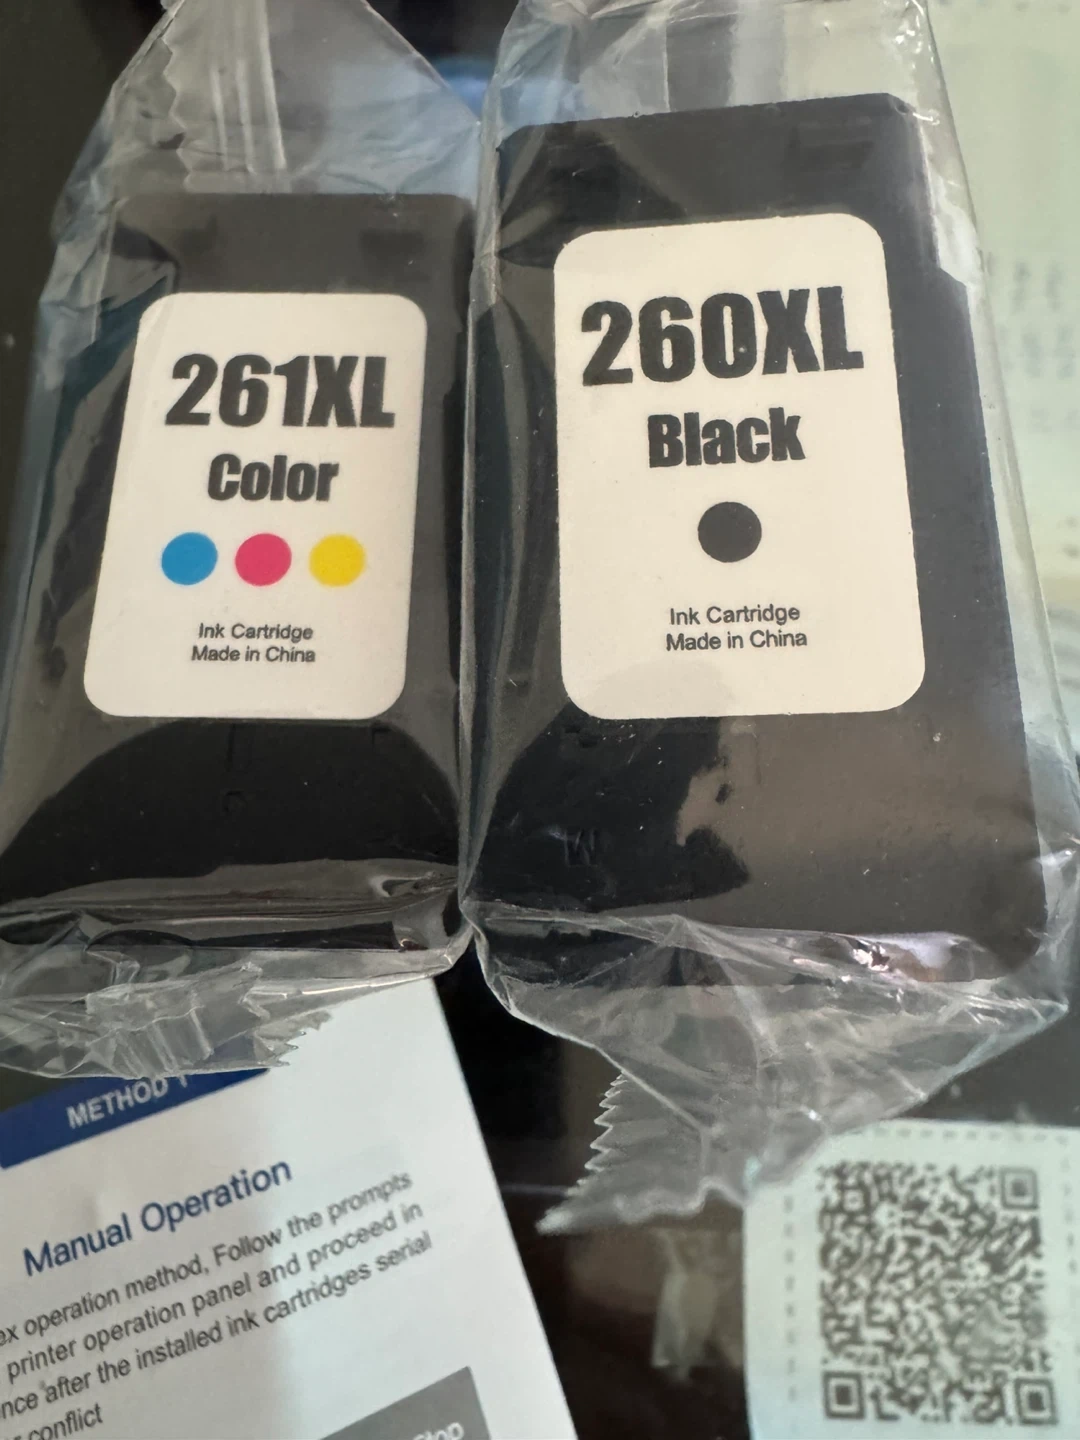 261XL
Color
Ink Cartridge
Made in China
260XL
Black
Ink Cartridge
Made in China
METHOD
Manual Operation
operation method, Follow the prompts
printer operation panel and proceed in
after the installed ink cartridges serial
conflict
Stop